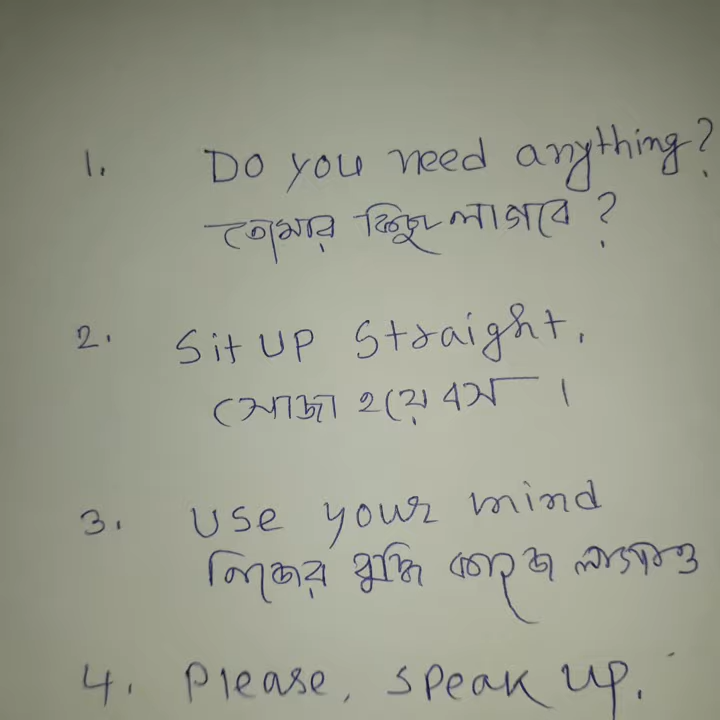 1. Do you need anything?
তোমার কিছু লাগবে ?
2. Sit UP Straight.
সোজা হয়ে বস ।
3. Use your mind
নিজের বুদ্ধি কাজে লাগাও
4. Please, speak up.